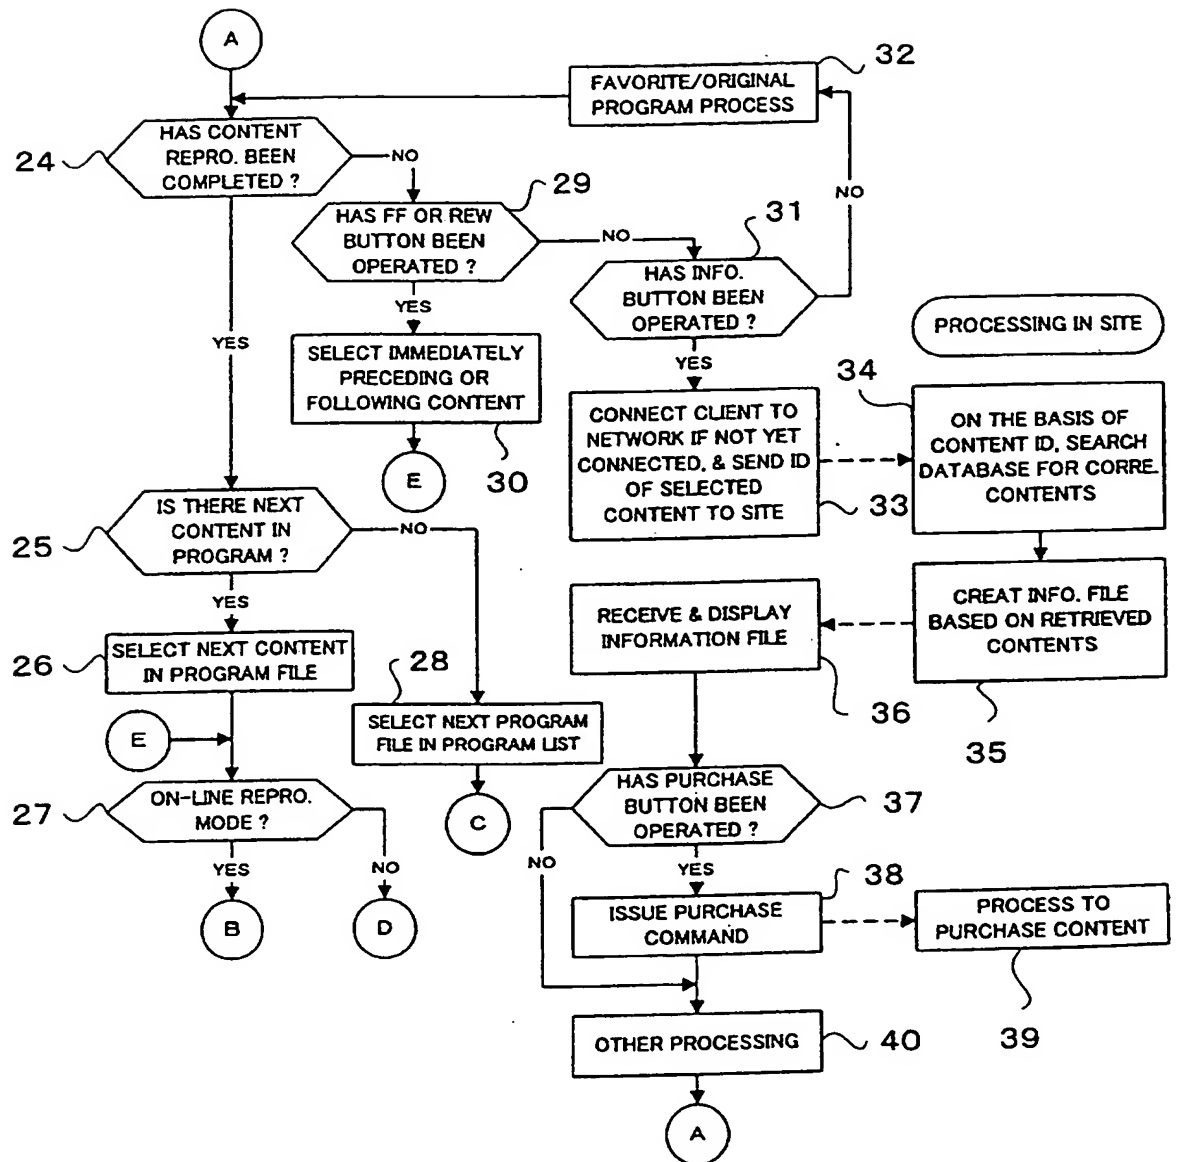 A
32
FAVORITE/ORIGINAL
PROGRAM PROCESS
24
HAS CONTENT
REPRO. BEEN
COMPLETED ?
NO
YES
29
HAS FF OR REW
BUTTON BEEN
OPERATED ?
NO
YES
31
HAS INFO.
BUTTON BEEN
OPERATED ?
NO
YES
SELECT IMMEDIATELY
PRECEDING OR
FOLLOWING CONTENT
30
E
PROCESSING IN SITE
CONNECT CLIENT TO
NETWORK IF NOT YET
CONNECTED, & SEND ID
OF SELECTED
CONTENT TO SITE
33
34
ON THE BASIS OF
CONTENT ID, SEARCH
DATABASE FOR CORRE.
CONTENTS
25
IS THERE NEXT
CONTENT IN
PROGRAM ?
NO
YES
CREAT INFO. FILE
BASED ON RETRIEVED
CONTENTS
35
RECEIVE & DISPLAY
INFORMATION FILE
36
26
SELECT NEXT CONTENT
IN PROGRAM FILE
28
SELECT NEXT PROGRAM
FILE IN PROGRAM LIST
C
E
27
ON-LINE REPRO.
MODE ?
YES
NO
B
D
HAS PURCHASE
BUTTON BEEN
OPERATED ?
37
NO
YES
38
ISSUE PURCHASE
COMMAND
PROCESS TO
PURCHASE CONTENT
39
OTHER PROCESSING
40
A